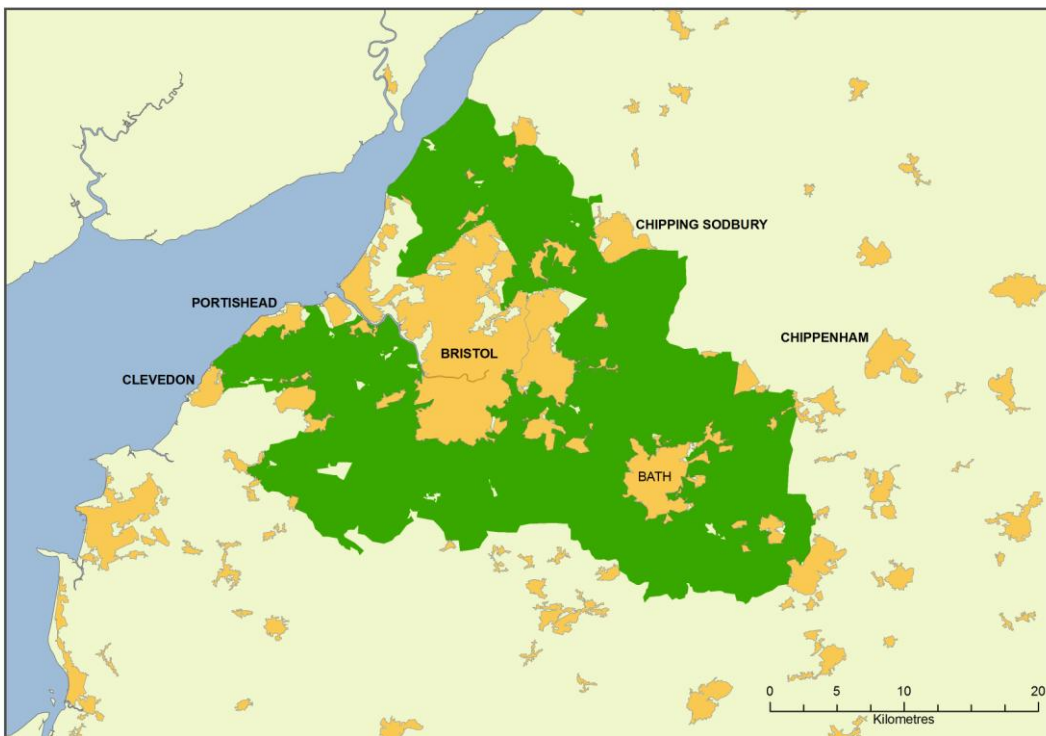 CHIPPING SODBURY
PORTISHEAD
CHIPPENHAM
BRISTOL
CLEVEDON
BATH
0 5 10 20
Kilometres